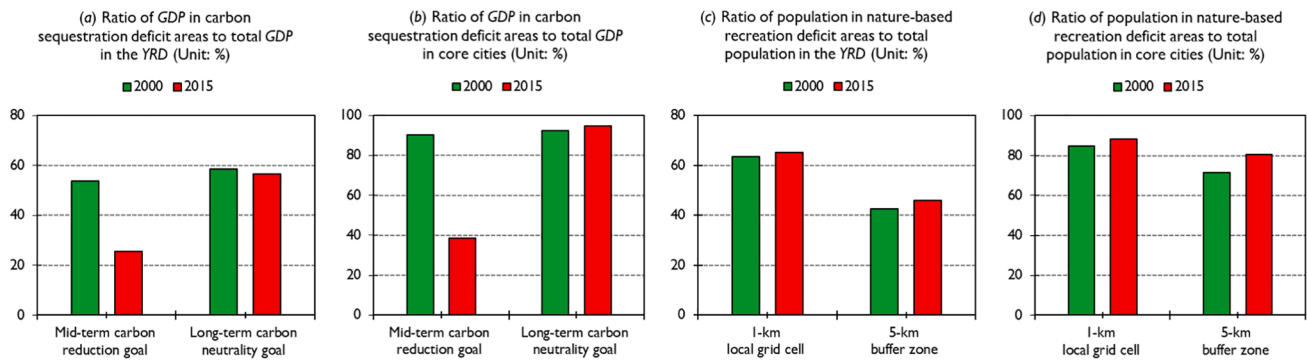 (a) Ratio of GDP in carbon
sequestration deficit areas to total GDP
in the YRD (Unit: %)
2000 2015
80
60
40
20
0
Mid-term carbon
reduction goal
Long-term carbon
neutrality goal
(b) Ratio of GDP in carbon
sequestration deficit areas to total GDP
in core cities (Unit: %)
2000 2015
100
80
60
40
20
0
Mid-term carbon
reduction goal
Long-term carbon
neutrality goal
(c) Ratio of population in nature-based
recreation deficit areas to total
population in the YRD (Unit: %)
2000 2015
80
60
40
20
0
1-km
local grid cell
5-km
buffer zone
(d) Ratio of population in nature-based
recreation deficit areas to total
population in core cities (Unit: %)
2000 2015
100
80
60
40
20
0
1-km
local grid cell
5-km
buffer zone